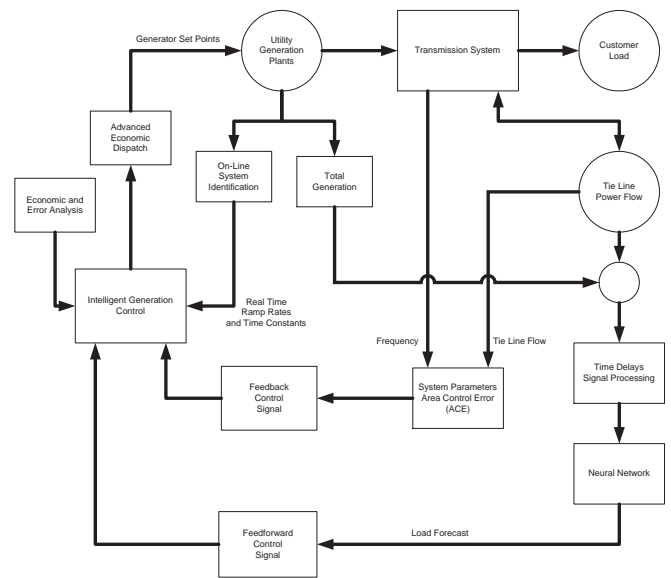 Generator Set Points
Utility
Generation
Plants
Transmission System
Customer
Load
Advanced
Economic
Dispatch
On-Line
System
Identification
Total
Generation
Tie Line
Power Flow
Economic and
Error Analysis
Intelligent Generation
Control
Real Time
Ramp Rates
and Time Constants
Frequency
Tie Line Flow
Time Delays
Signal Processing
Feedback
Control
Signal
System Parameters
Area Control Error
(ACE)
Neural Network
Feedforward
Control
Signal
Load Forecast